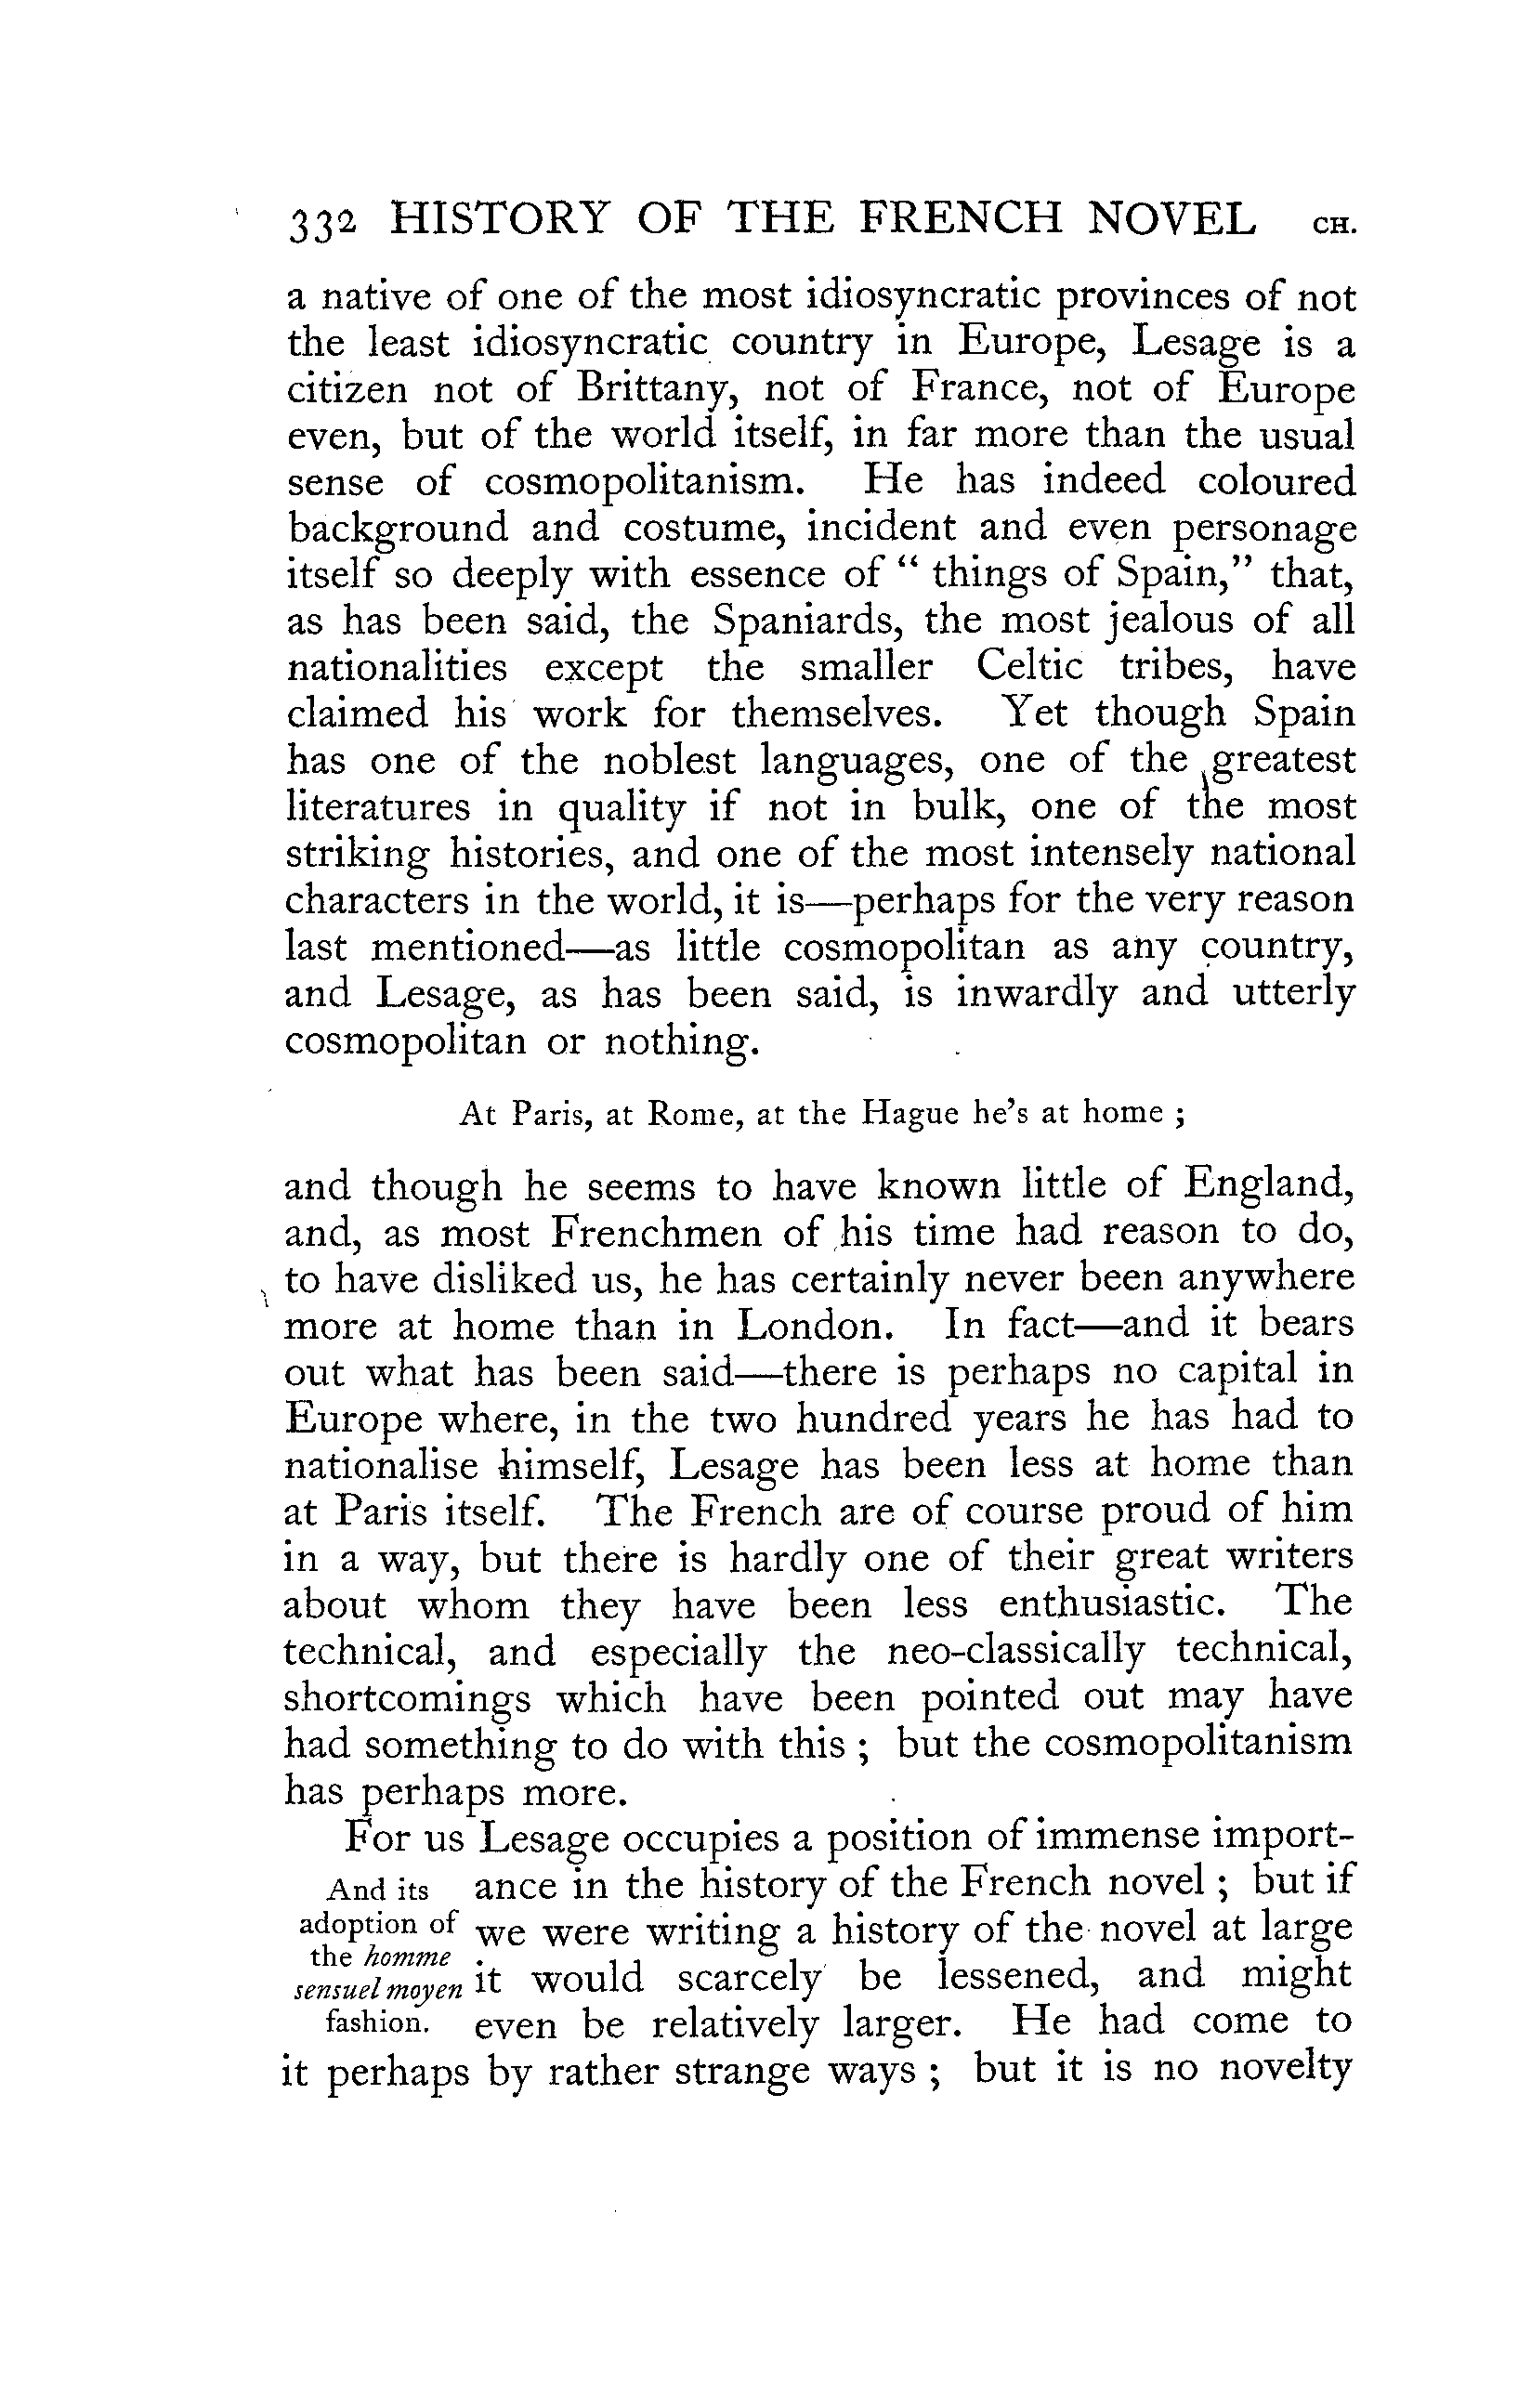 332 HISTORY OF THE FRENCH NOVEL CH.
a native of one of the most idiosyncratic provinces of not
the least idiosyncratic country in Europe, Lesage is a
citizen not of Brittany, not of France, not of Europe
even, but of the world itself, in far more than the usual
sense of cosmopolitanism. He has indeed coloured
background and costume, incident and even personage
itself so deeply with essence of “ things of Spain,” that,
as has been said, the Spaniards, the most jealous of all
nationalities except the smaller Celtic tribes, have
claimed his work for themselves. Yet though Spain
has one of the noblest languages, one of the greatest
literatures in quality if not in bulk, one of the most
striking histories, and one of the most intensely national
characters in the world, it is—perhaps for the very reason
last mentioned—as little cosmopolitan as any country,
and Lesage, as has been said, is inwardly and utterly
cosmopolitan or nothing.
At Paris, at Rome, at the Hague he’s at home ;
and though he seems to have known little of England,
and, as most Frenchmen of his time had reason to do,
to have disliked us, he has certainly never been anywhere
more at home than in London. In fact—and it bears
out what has been said—there is perhaps no capital in
Europe where, in the two hundred years he has had to
nationalise himself, Lesage has been less at home than
at Paris itself. The French are of course proud of him
in a way, but there is hardly one of their great writers
about whom they have been less enthusiastic. The
technical, and especially the neo-classically technical,
shortcomings which have been pointed out may have
had something to do with this ; but the cosmopolitanism
has perhaps more.
For us Lesage occupies a position of immense import-
And its
adoption of
the homme
sensuel moyen
fashion.
ance in the history of the French novel ; but if
we were writing a history of the novel at large
it would scarcely be lessened, and might
even be relatively larger. He had come to
it perhaps by rather strange ways ; but it is no novelty